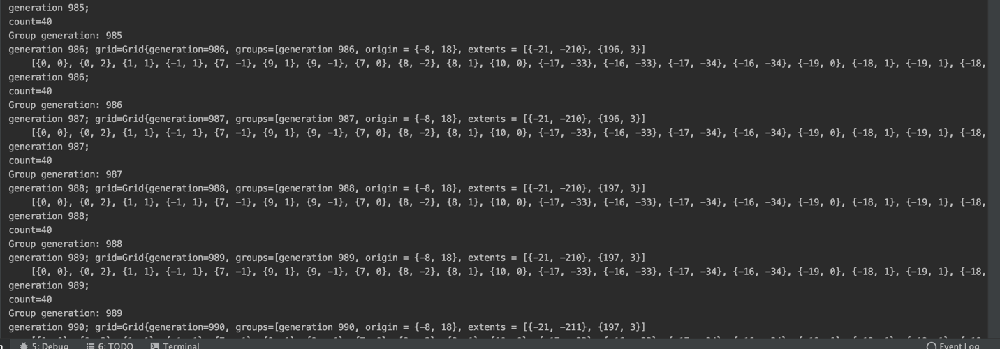 generation 985;
count=40
Group generation: 985
generation 986; grid=Grid{generation=986, groups=[generation 986, origin = {-8, 18}, extents = [{-21, -210}, {196, 3}]
[{0, 0}, {0, 2}, {1, 1}, {-1, 1}, {7, -1}, {9, 1}, {9, -1}, {7, 0}, {8, -2}, {8, 1}, {10, 0}, {-17, -33}, {-16, -33}, {-17, -34}, {-16, -34}, {-19, 0}, {-18, 1}, {-19, 1}, {-18,
generation 986;
count=40
Group generation: 986
generation 987; grid=Grid{generation=987, groups=[generation 987, origin = {-8, 18}, extents = [{-21, -210}, {196, 3}]
[{0, 0}, {0, 2}, {1, 1}, {-1, 1}, {7, -1}, {9, 1}, {9, -1}, {7, 0}, {8, -2}, {8, 1}, {10, 0}, {-17, -33}, {-16, -33}, {-17, -34}, {-16, -34}, {-19, 0}, {-18, 1}, {-19, 1}, {-18,
generation 987;
count=40
Group generation: 987
generation 988; grid=Grid{generation=988, groups=[generation 988, origin = {-8, 18}, extents = [{-21, -210}, {197, 3}]
[{0, 0}, {0, 2}, {1, 1}, {-1, 1}, {7, -1}, {9, 1}, {9, -1}, {7, 0}, {8, -2}, {8, 1}, {10, 0}, {-17, -33}, {-16, -33}, {-17, -34}, {-16, -34}, {-19, 0}, {-18, 1}, {-19, 1}, {-18,
generation 988;
count=40
Group generation: 988
generation 989; grid=Grid{generation=989, groups=[generation 989, origin = {-8, 18}, extents = [{-21, -210}, {197, 3}]
[{0, 0}, {0, 2}, {1, 1}, {-1, 1}, {7, -1}, {9, 1}, {9, -1}, {7, 0}, {8, -2}, {8, 1}, {10, 0}, {-17, -33}, {-16, -33}, {-17, -34}, {-16, -34}, {-19, 0}, {-18, 1}, {-19, 1}, {-18,
generation 989;
count=40
Group generation: 989
generation 990; grid=Grid{generation=990, groups=[generation 990, origin = {-8, 18}, extents = [{-21, -211}, {197, 3}]
5: Debug 6: TODO Terminal Event Log